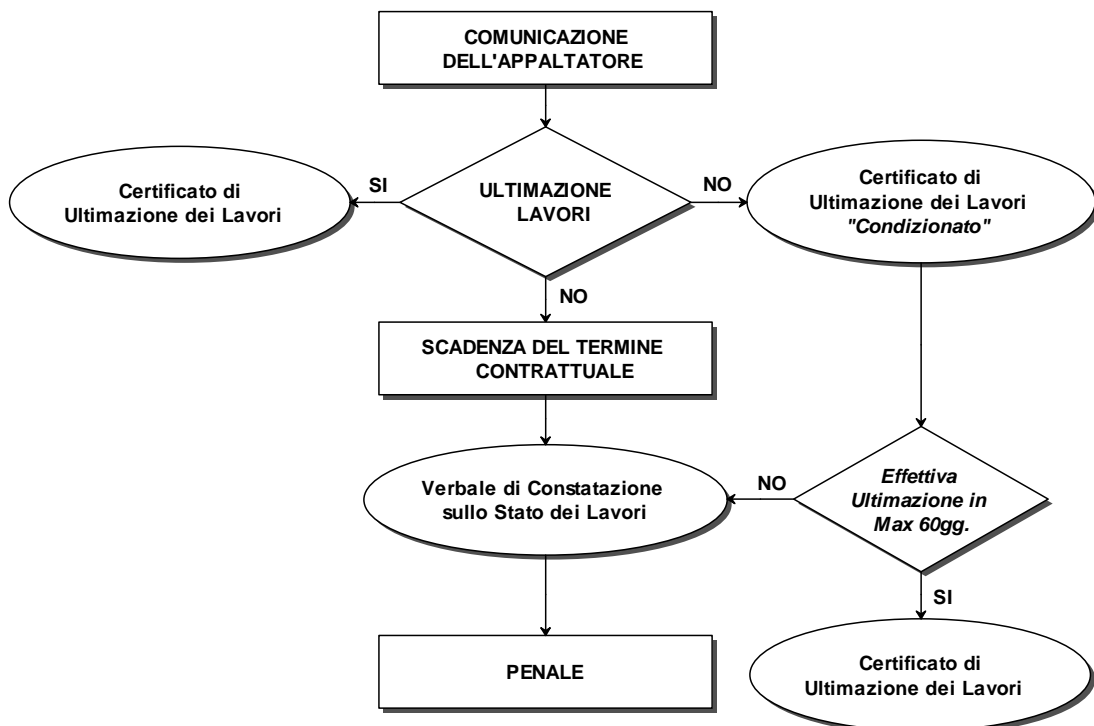 COMUNICAZIONE
DELL'APPALTATORE
Certificato di
Ultimazione dei Lavori
SI
ULTIMAZIONE
LAVORI
NO
Certificato di
Ultimazione dei Lavori
"Condizionato"
NO
SCADENZA DEL TERMINE
CONTRATTUALE
Verbale di Constatazione
sullo Stato dei Lavori
NO
Effettiva
Ultimazione in
Max 60gg.
SI
PENALE
Certificato di
Ultimazione dei Lavori